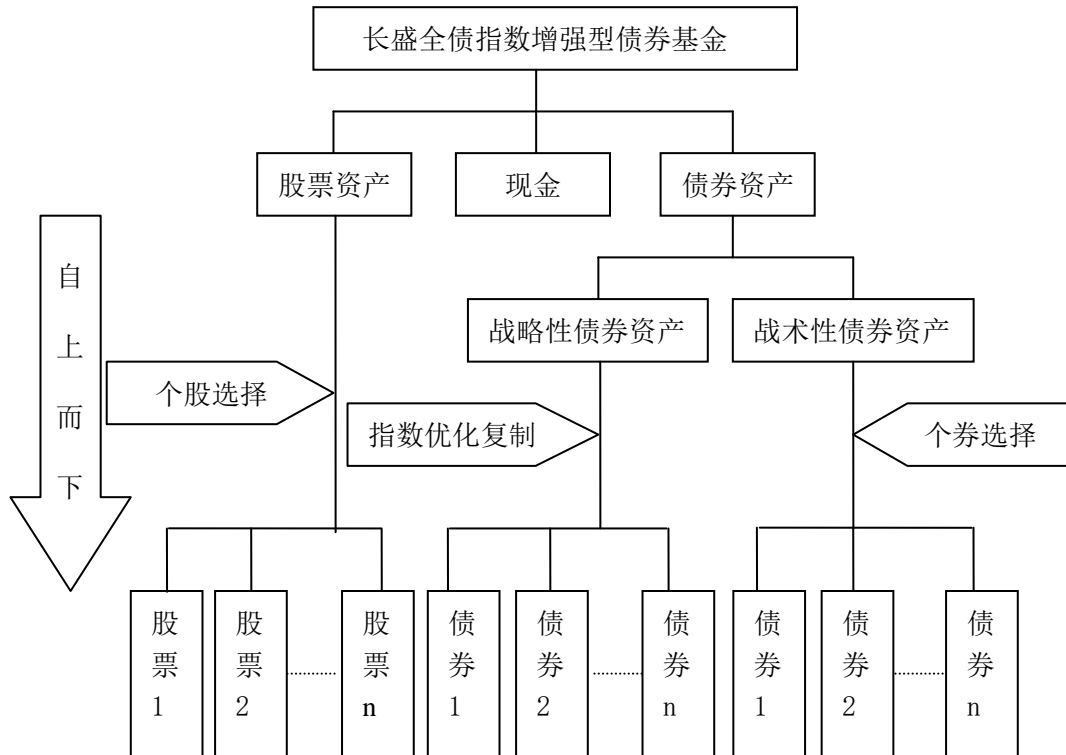 长盛全债指数增强型债券基金
股票资产
现金
债券资产
自上而下
战略性债券资产
战术性债券资产
个股选择
指数优化复制
个券选择
股票1
股票2
………
股票n
债券1
债券2
………
债券n
债券1
债券2
………
债券n